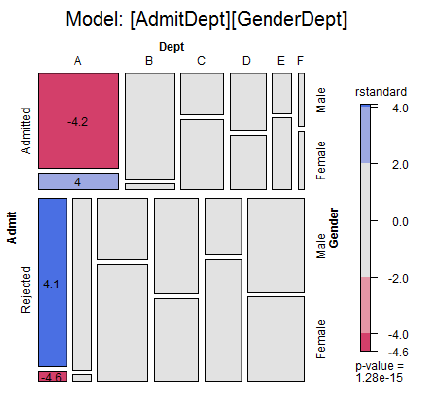 Model: [AdmitDept][GenderDept]
Dept
A B C D E F
Admit
Admitted
Rejected
-4.2
4
4.1
-4.6
Male
Female
Male
Female
Gender
rstandard
4.0
2.0
0.0
-2.0
-4.0
-4.6
p-value =
1.28e-15